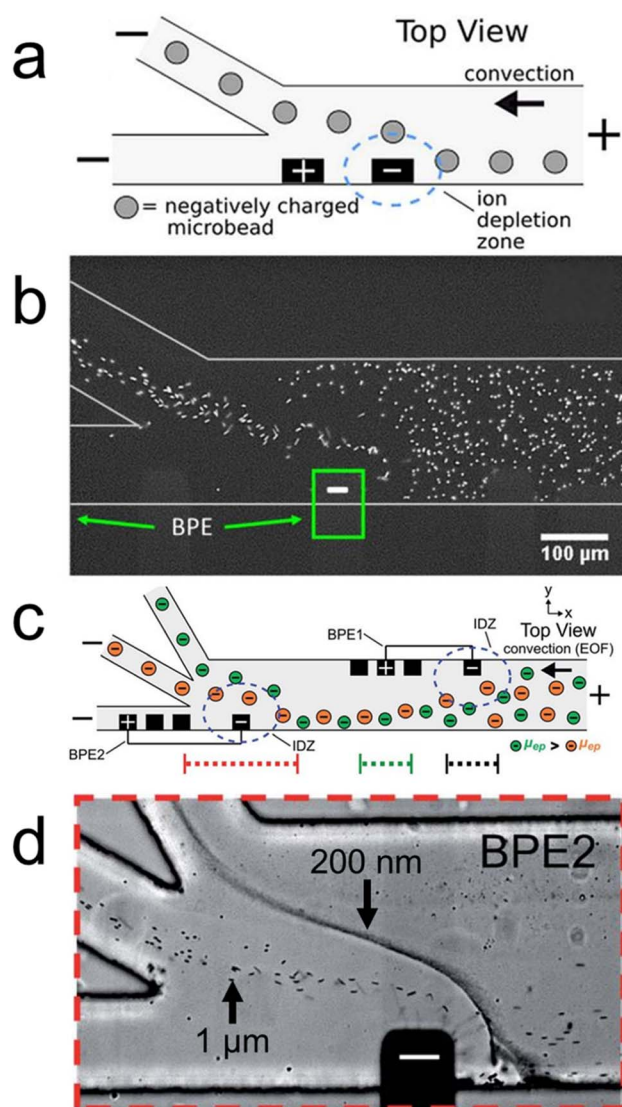 a
Top View
convection
−
−
+
+
−
= negatively charged
microbead
ion
depletion
zone
b
BPE
−
100 µm
c
BPE1
IDZ
y
x
Top View
convection (EOF)
−
−
+
−
+
+
−
BPE2
IDZ
µep > µep
d
BPE2
200 nm
1 µm
−